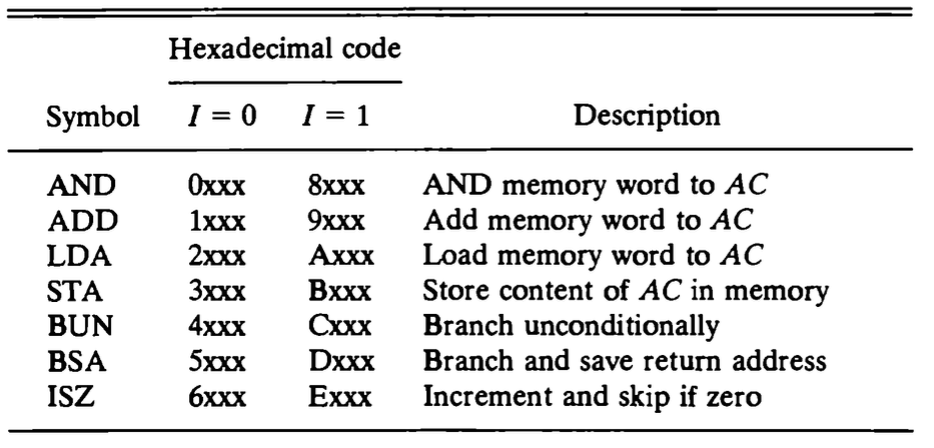 Hexadecimal code
Symbol I = 0 I = 1 Description
AND 0xxx 8xxx AND memory word to AC
ADD 1xxx 9xxx Add memory word to AC
LDA 2xxx Axxx Load memory word to AC
STA 3xxx Bxxx Store content of AC in memory
BUN 4xxx Cxxx Branch unconditionally
BSA 5xxx Dxxx Branch and save return address
ISZ 6xxx Exxx Increment and skip if zero